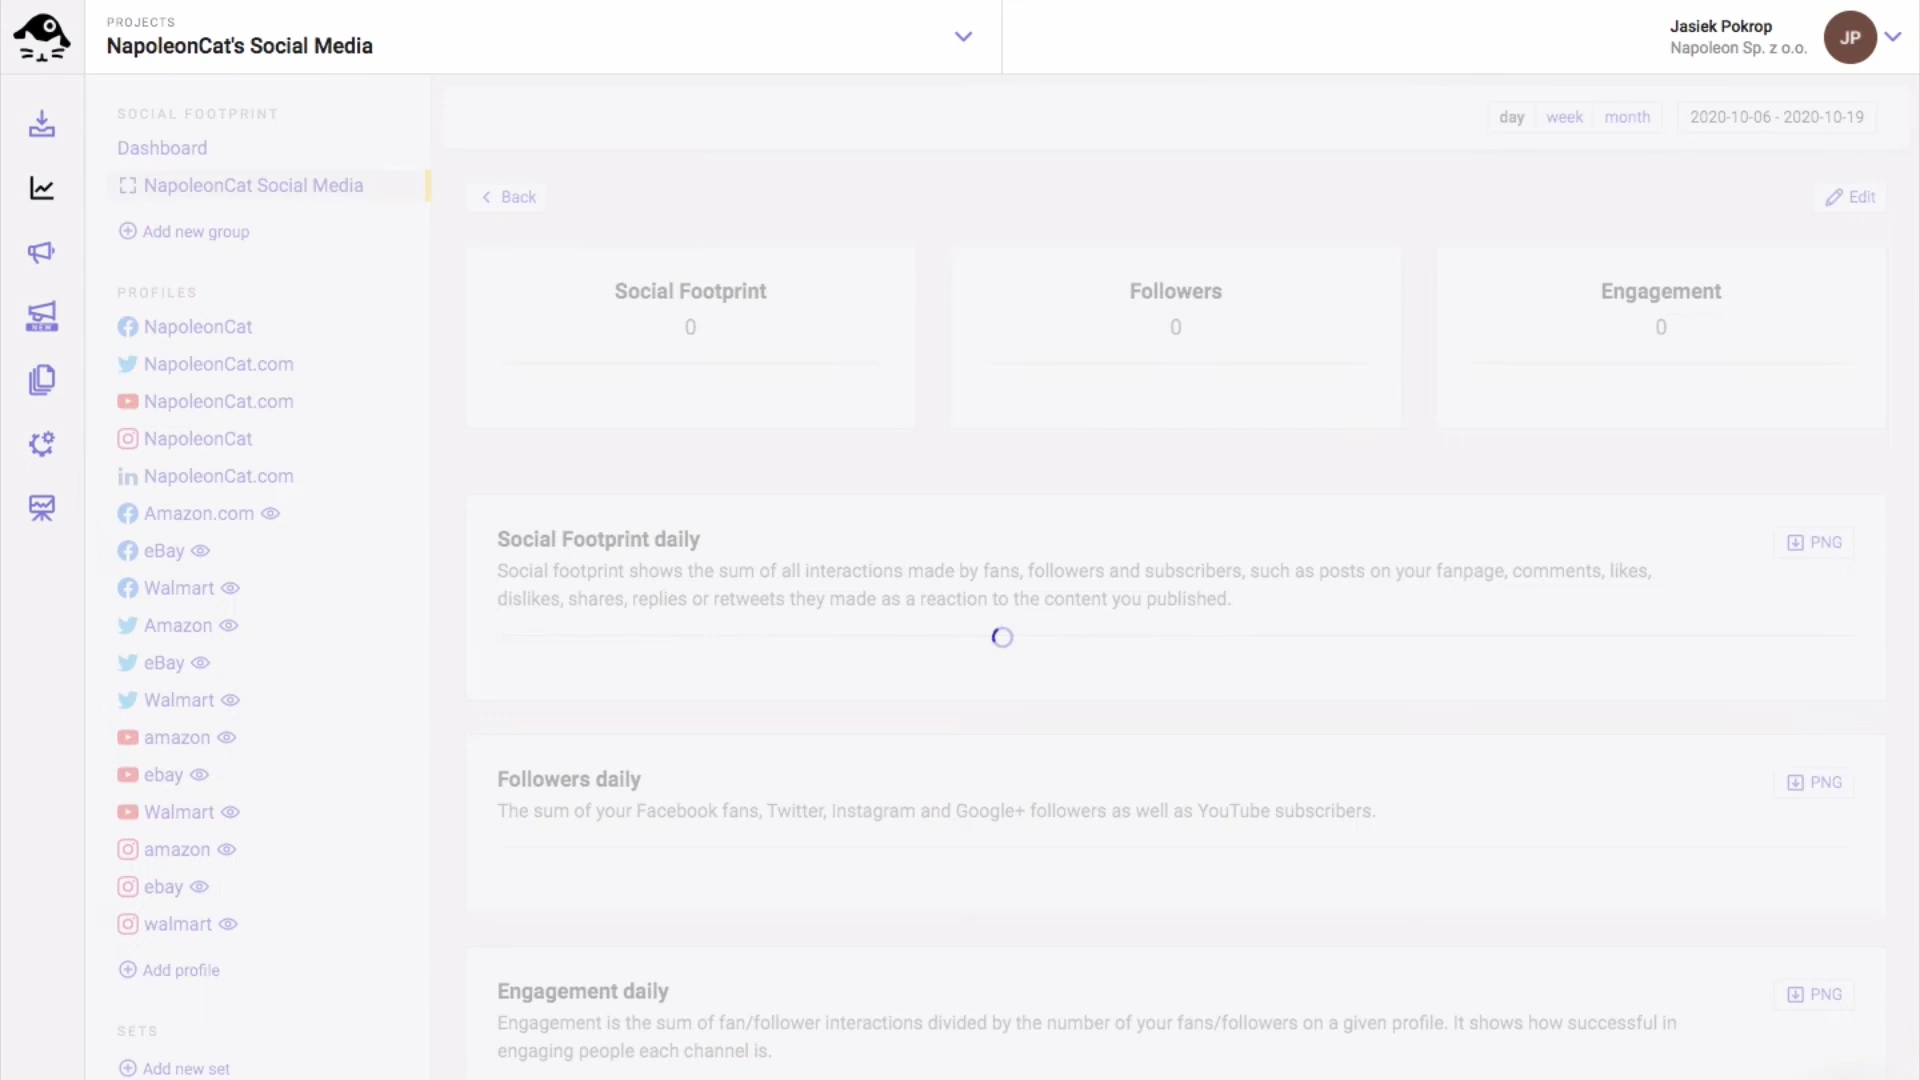 PROJECTS
NapoleonCat's Social Media
Jasiek Pokrop
Napoleon Sp. z o.o.
JP
NEW
SOCIAL FOOTPRINT
Dashboard
NapoleonCat Social Media
Add new group
PROFILES
NapoleonCat
NapoleonCat.com
NapoleonCat.com
NapoleonCat
NapoleonCat.com
Amazon.com
eBay
Walmart
Amazon
eBay
Walmart
amazon
ebay
Walmart
amazon
ebay
walmart
Add profile
SETS
Add new set
day week month 2020-10-06 - 2020-10-19
Back
Edit
Social Footprint
0
Followers
0
Engagement
0
Social Footprint daily
PNG
Social footprint shows the sum of all interactions made by fans, followers and subscribers, such as posts on your fanpage, comments, likes,
dislikes, shares, replies or retweets they made as a reaction to the content you published.
Followers daily
PNG
The sum of your Facebook fans, Twitter, Instagram and Google+ followers as well as YouTube subscribers.
Engagement daily
PNG
Engagement is the sum of fan/follower interactions divided by the number of your fans/followers on a given profile. It shows how successful in
engaging people each channel is.